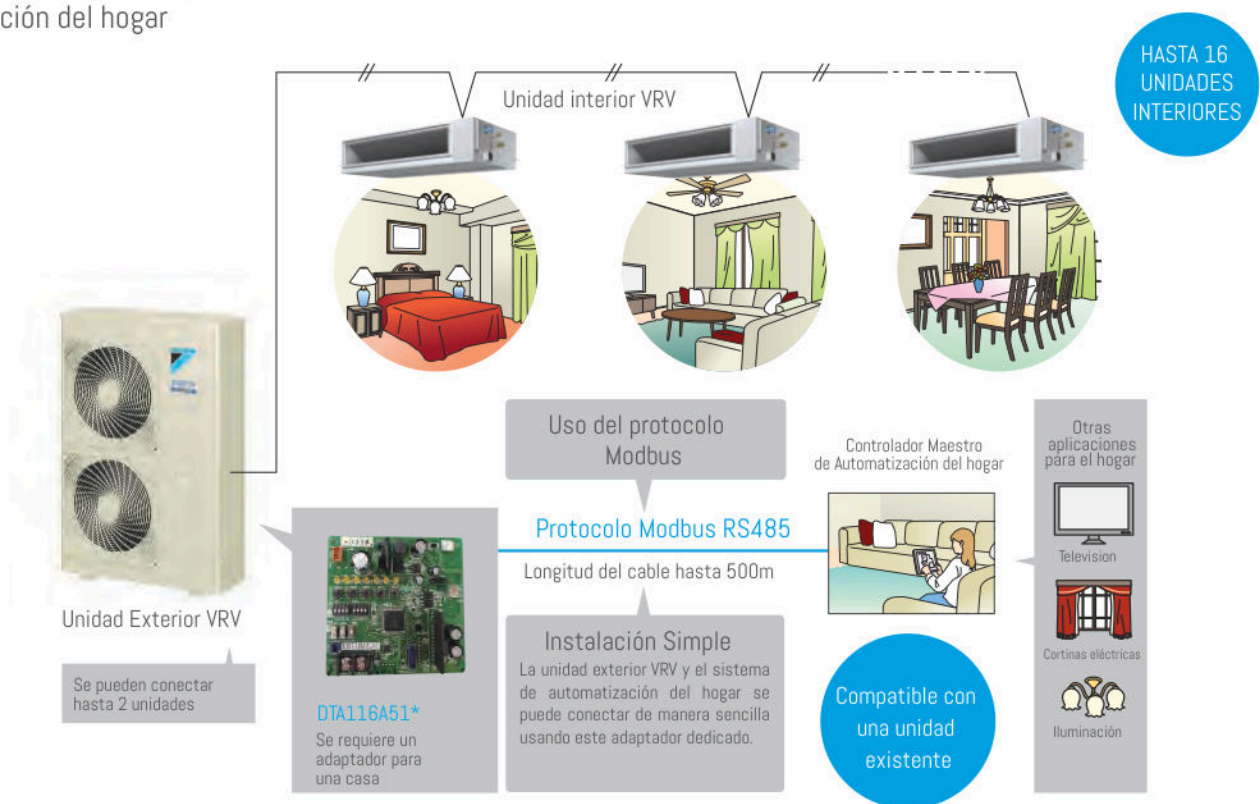 ción del hogar
HASTA 16
UNIDADES
INTERIORES
Unidad interior VRV
Unidad Exterior VRV
Se pueden conectar
hasta 2 unidades
DTA116A51*
Se requiere un
adaptador para
una casa
Uso del protocolo
Modbus
Protocolo Modbus RS485
Longitud del cable hasta 500m
Instalación Simple
La unidad exterior VRV y el sistema
de automatización del hogar se
puede conectar de manera sencilla
usando este adaptador dedicado.
Controlador Maestro
de Automatización del hogar
Compatible con
una unidad
existente
Otras
aplicaciones
para el hogar
Television
Cortinas eléctricas
Iluminación